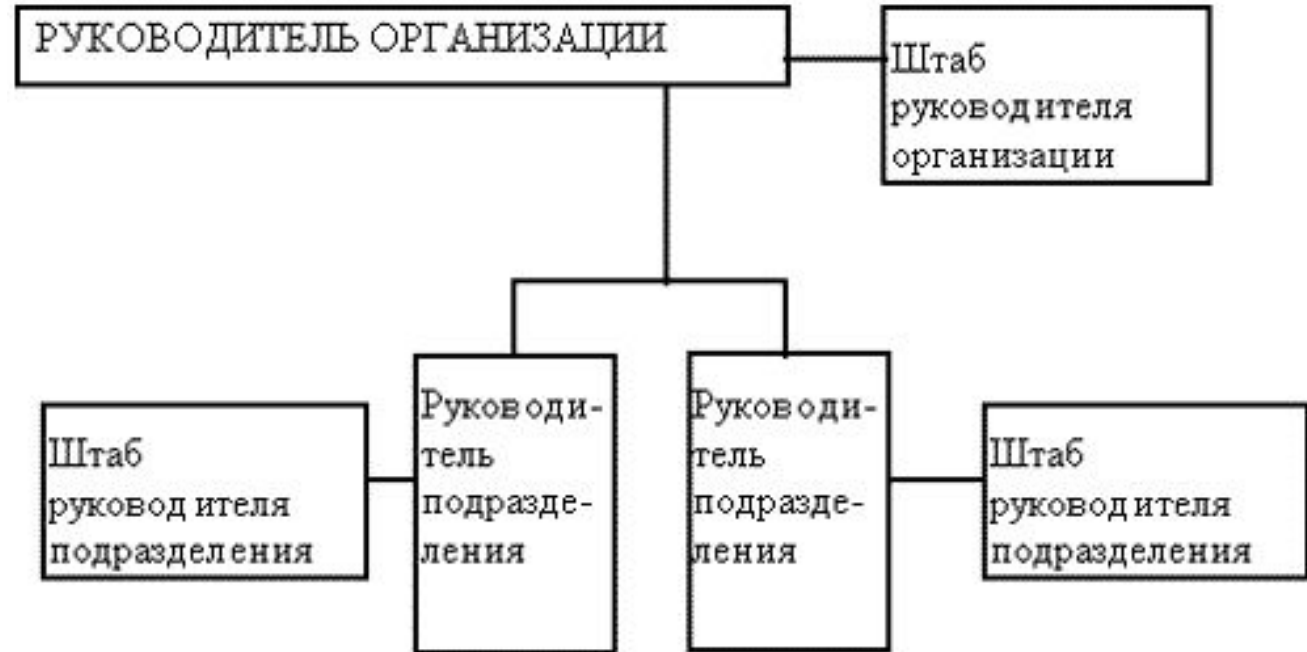 РУКОВОДИТЕЛЬ ОРГАНИЗАЦИИ
Штаб
руководителя
организации
Штаб
руководителя
подразделения
Руководи-
тель
подразде-
ления
Руководи-
тель
подразде-
ления
Штаб
руководителя
подразделения